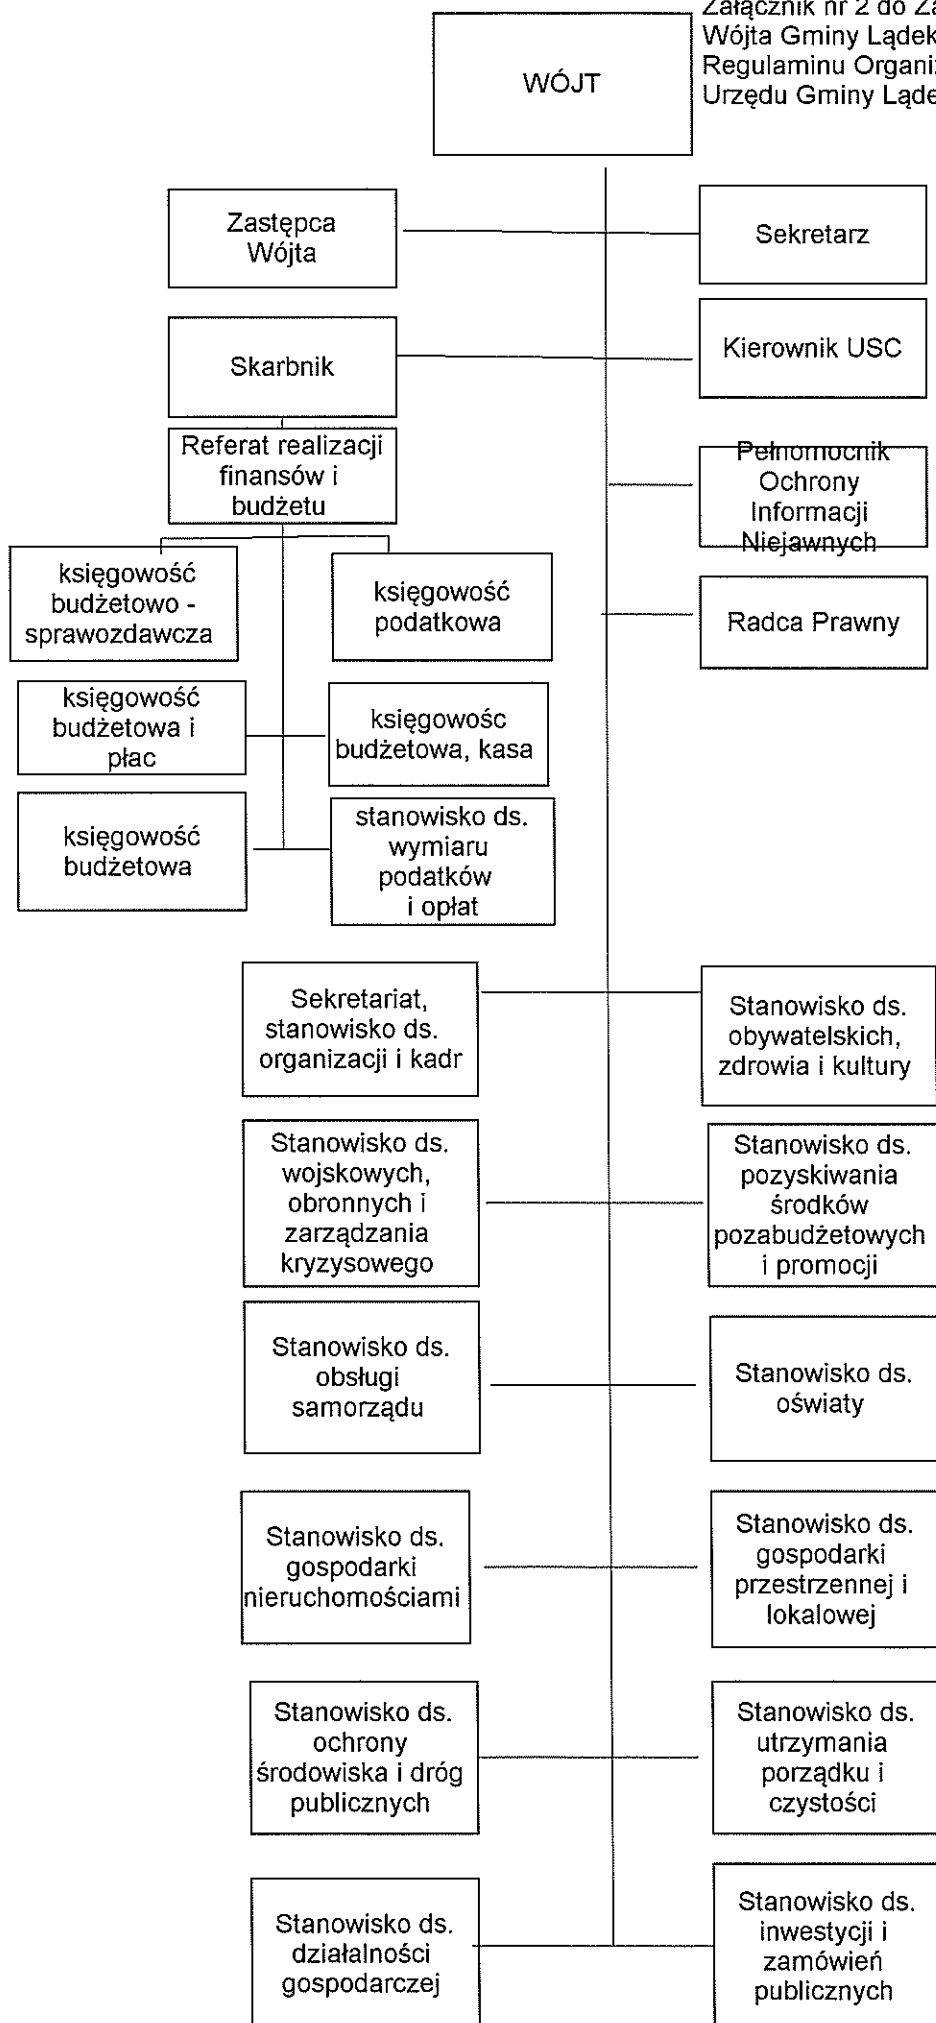 Załącznik nr 2 do
Wójta Gminy Lądek
Regulaminu
Urzędu Gminy
WÓJT
Zastępca
Wójta
Sekretarz
Skarbnik
Kierownik USC
Referat realizacji
finansów i
budżetu
Pełnomocnik
Ochrony
Informacji
Niejawnych
księgowość
budżetowo -
sprawozdawcza
księgowość
podatkowa
Radca Prawny
księgowość
budżetowa i
płac
księgowośc
budżetowa, kasa
księgowość
budżetowa
stanowisko ds.
wymiaru
podatków
i opłat
Sekretariat,
stanowisko ds.
organizacji i kadr
Stanowisko ds.
obywatelskich,
zdrowia i kultury
Stanowisko ds.
wojskowych,
obronnych i
zarządzania
kryzysowego
Stanowisko ds.
pozyskiwania
środków
pozabudżetowych
i promocji
Stanowisko ds.
obsługi
samorządu
Stanowisko ds.
oświaty
Stanowisko ds.
gospodarki
nieruchomościami
Stanowisko ds.
gospodarki
przestrzennej i
lokalowej
Stanowisko ds.
ochrony
środowiska i dróg
publicznych
Stanowisko ds.
utrzymania
porządku i
czystości
Stanowisko ds.
działalności
gospodarczej
Stanowisko ds.
inwestycji i
zamówień
publicznych